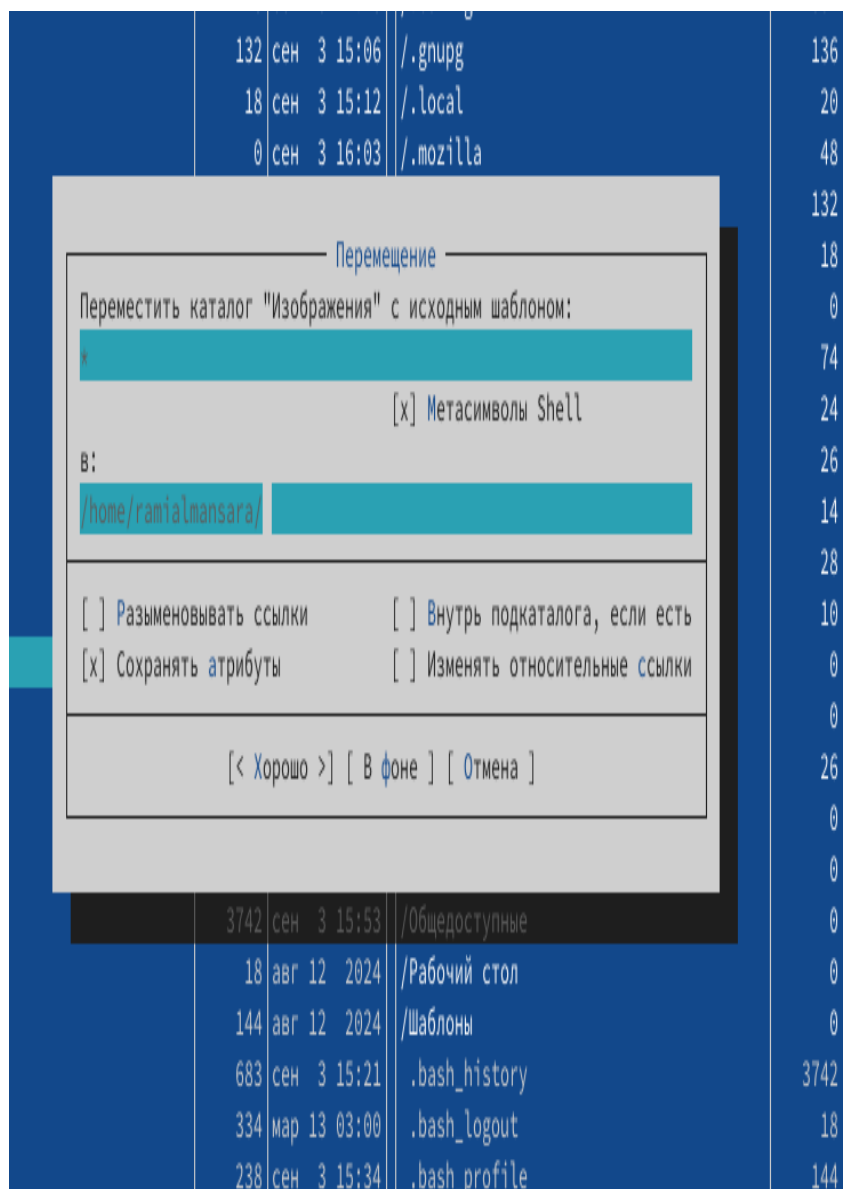 132 сен 3 15:06 /.gnupg 136
18 сен 3 15:12 /.local 20
0 сен 3 16:03 /.mozilla 48
132
Перемещение 18
Переместить каталог "Изображения" с исходным шаблоном: 0
* 74
[x] Метасимволы Shell 24
в: 26
/home/ramialmansara/ 14
28
[ ] Разыменовывать ссылки [ ] Внутрь подкаталога, если есть 10
[x] Сохранять атрибуты [ ] Изменять относительные ссылки 0
0
[< Хорошо >] [ В фоне ] [ Отмена ] 26
0
0
3742 сен 3 15:53 /Общедоступные 0
18 авг 12 2024 /Рабочий стол 0
144 авг 12 2024 /Шаблоны 0
683 сен 3 15:21 .bash_history 3742
334 мар 13 03:00 .bash_logout 18
238 сен 3 15:34 .bash_profile 144